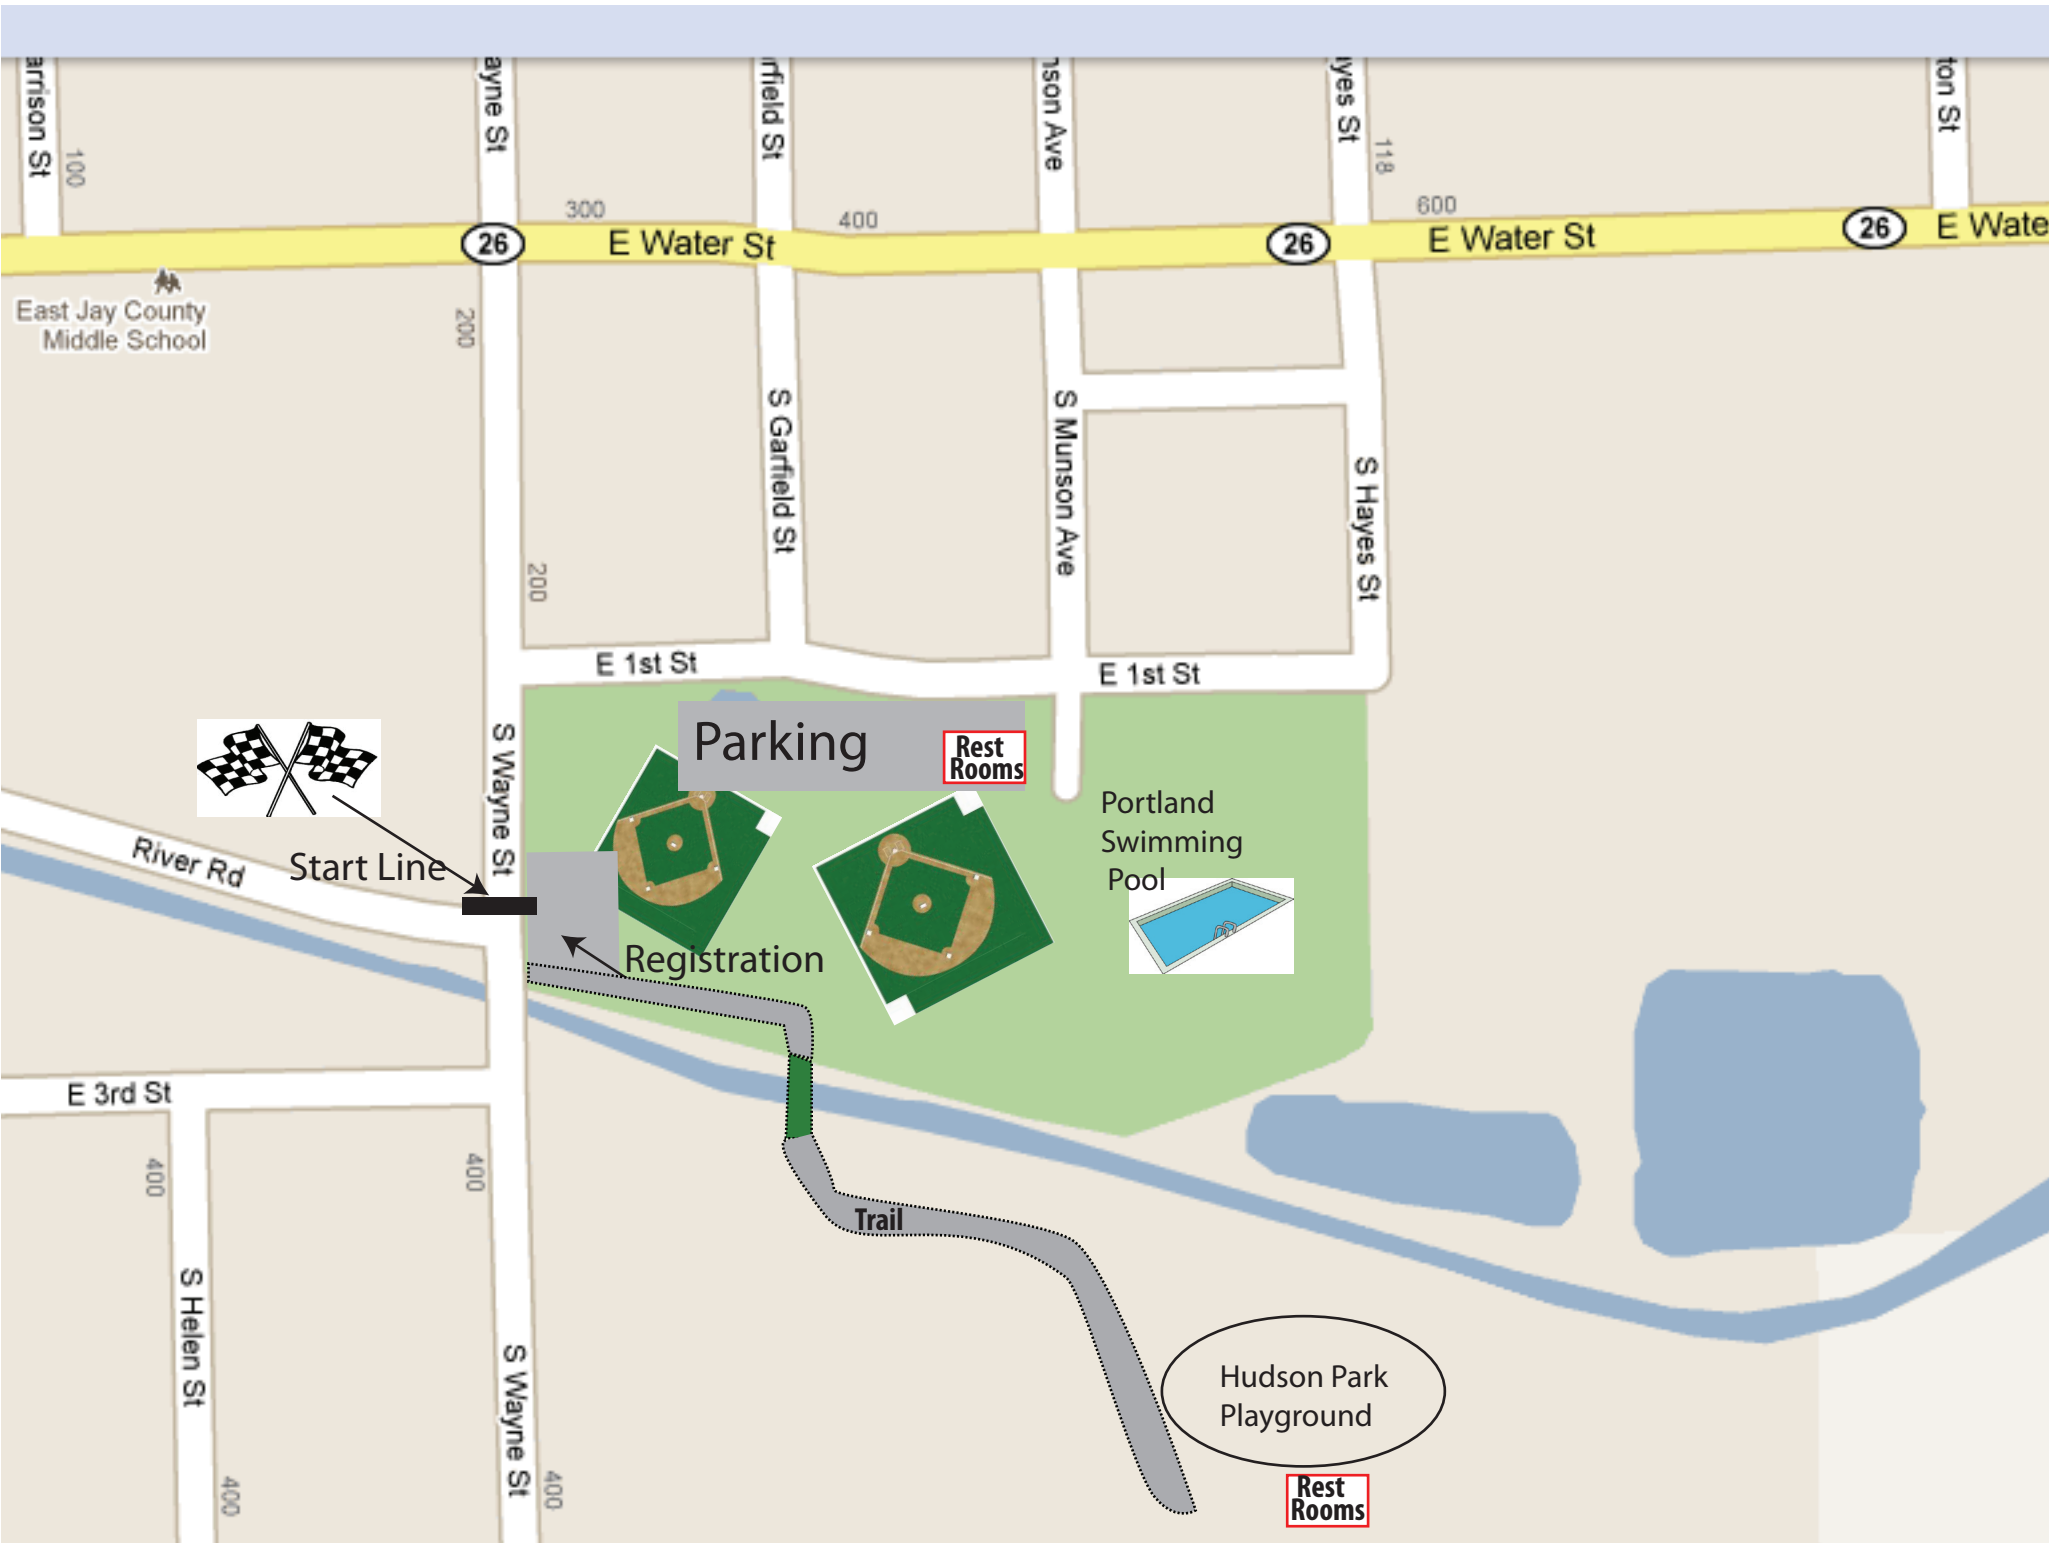 arrison St
100
ayne St
rfield St
nson Ave
yes St
118
ton St
300
400
600
26
E Water St
26
E Water St
26
E Wate
East Jay County
Middle School
200
S Garfield St
S Munson Ave
S Hayes St
200
E 1st St
E 1st St
Parking
Rest
Rooms
S Wayne St
Portland
Swimming
Pool
River Rd
Start Line
Registration
E 3rd St
400
400
Trail
S Helen St
S Wayne St
Hudson Park
Playground
400
400
Rest
Rooms